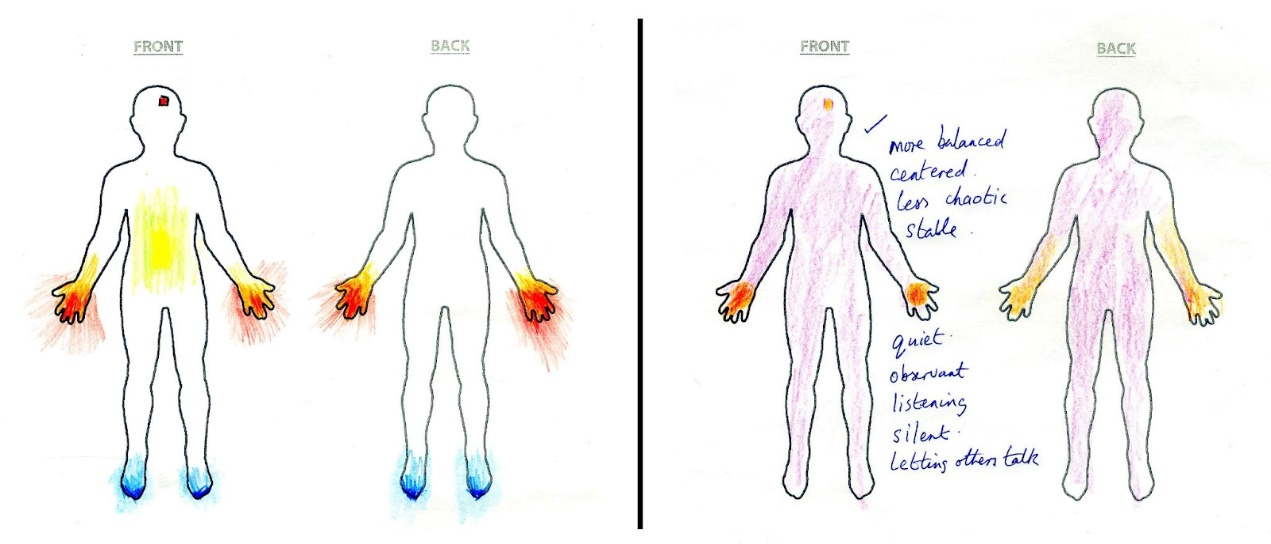 FRONT
BACK
FRONT
BACK
✓
more balanced
centered.
less chaotic
stable.
quiet.
observant
listening
silent.
letting others talk